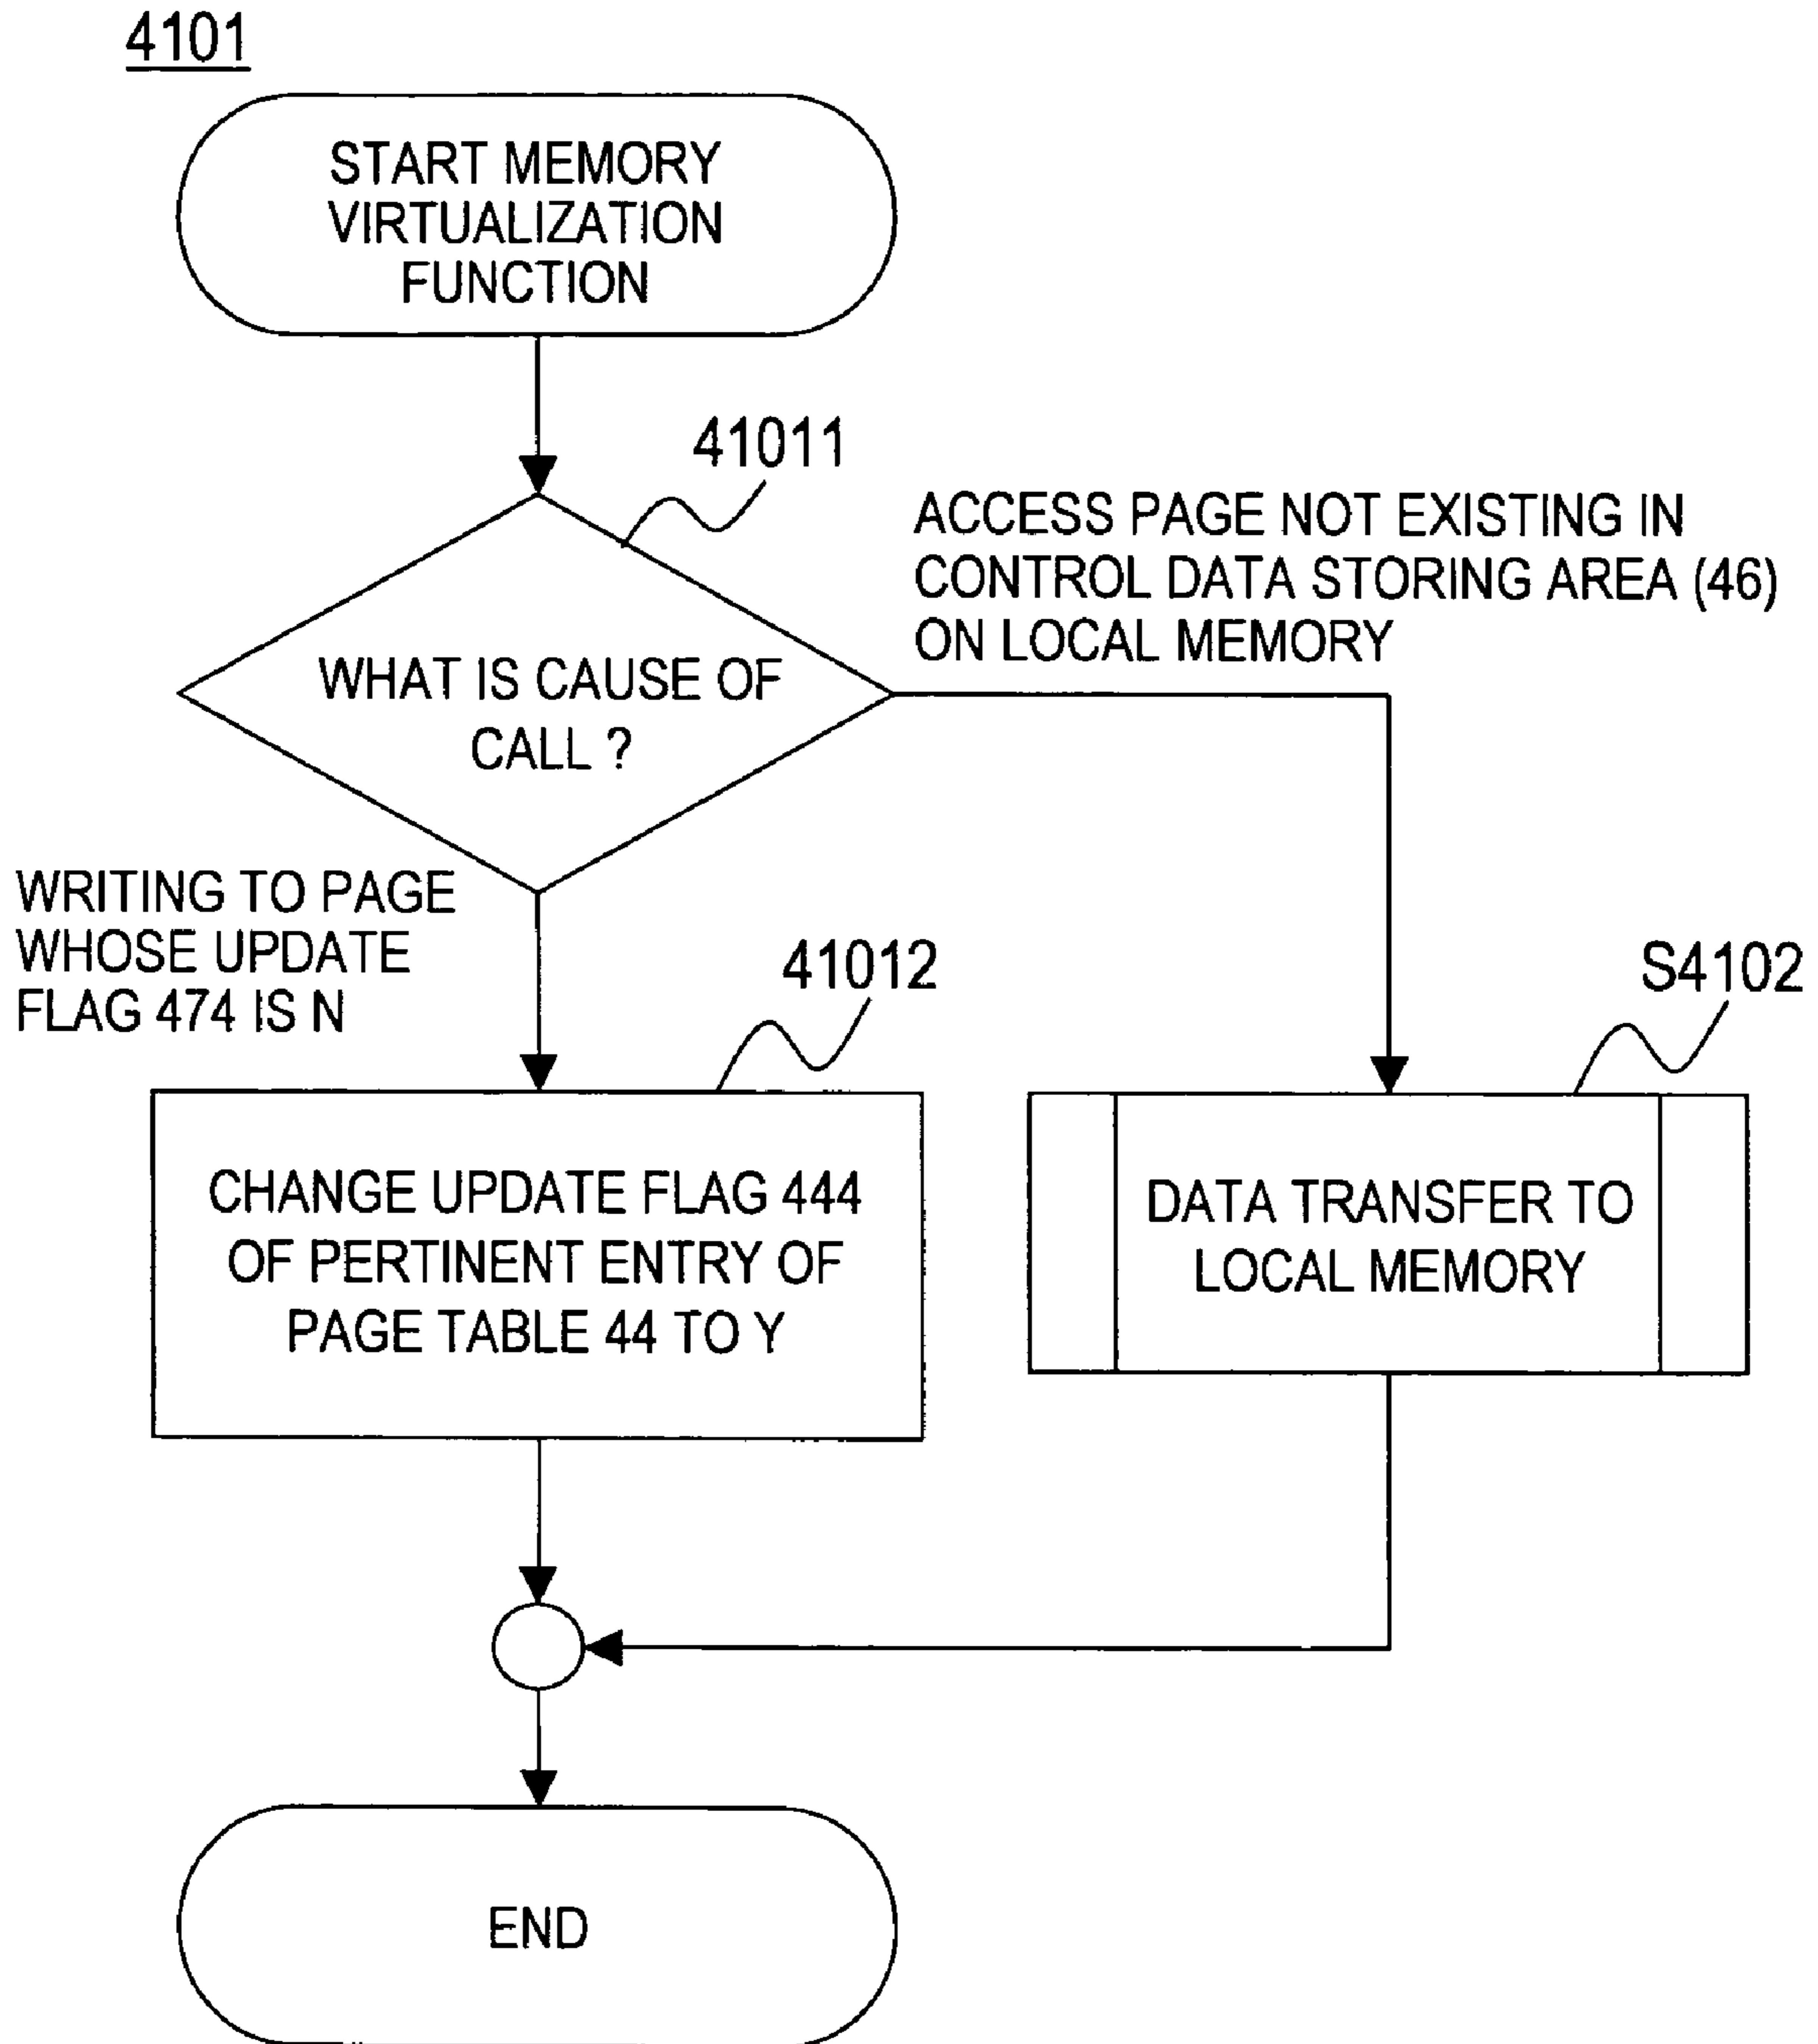 4101
START MEMORY
VIRTUALIZATION
FUNCTION
41011
ACCESS PAGE NOT EXISTING IN
CONTROL DATA STORING AREA (46)
ON LOCAL MEMORY
WHAT IS CAUSE OF
CALL ?
WRITING TO PAGE
WHOSE UPDATE
FLAG 474 IS N
41012
S4102
CHANGE UPDATE FLAG 444
OF PERTINENT ENTRY OF
PAGE TABLE 44 TO Y
DATA TRANSFER TO
LOCAL MEMORY
END